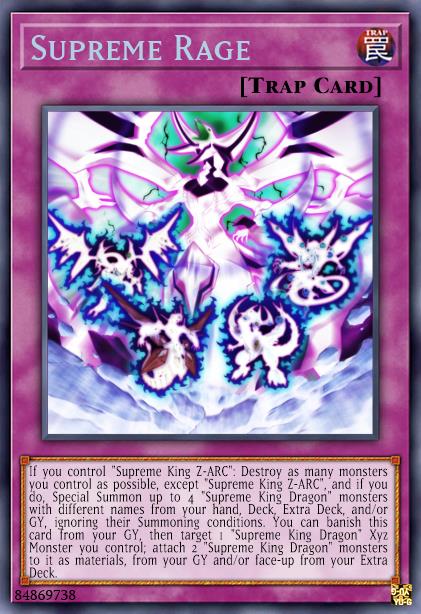 Supreme Rage
TRAP
罠
[Trap Card]
If you control "Supreme King Z-ARC": Destroy as many monsters
you control as possible, except "Supreme King Z-ARC", and if you
do, Special Summon up to 4 "Supreme King Dragon" monsters
with different names from your hand, Deck, Extra Deck, and/or
GY, ignoring their Summoning conditions. You can banish this
card from your GY, then target 1 "Supreme King Dragon" Xyz
Monster you control; attach 2 "Supreme King Dragon" monsters
to it as materials, from your GY and/or face-up from your Extra
Deck.
84869738